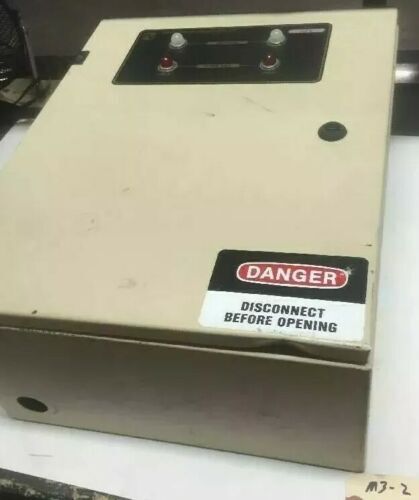 DANGER
DISCONNECT
BEFORE OPENING
M3-2